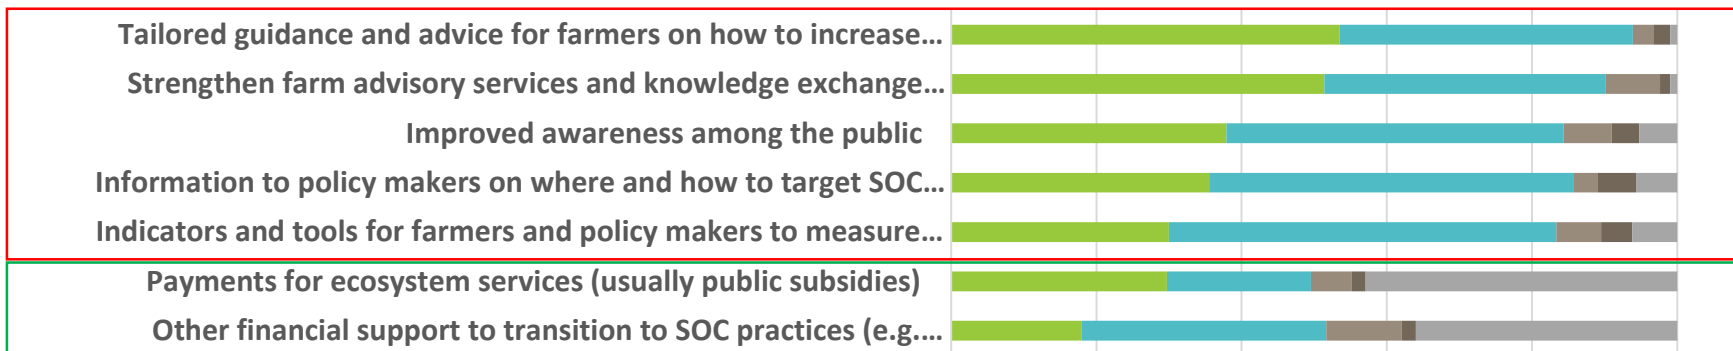 Tailored guidance and advice for farmers on how to increase...
Strengthen farm advisory services and knowledge exchange...
Improved awareness among the public
Information to policy makers on where and how to target SOC...
Indicators and tools for farmers and policy makers to measure...
Payments for ecosystem services (usually public subsidies)
Other financial support to transition to SOC practices (e.g....